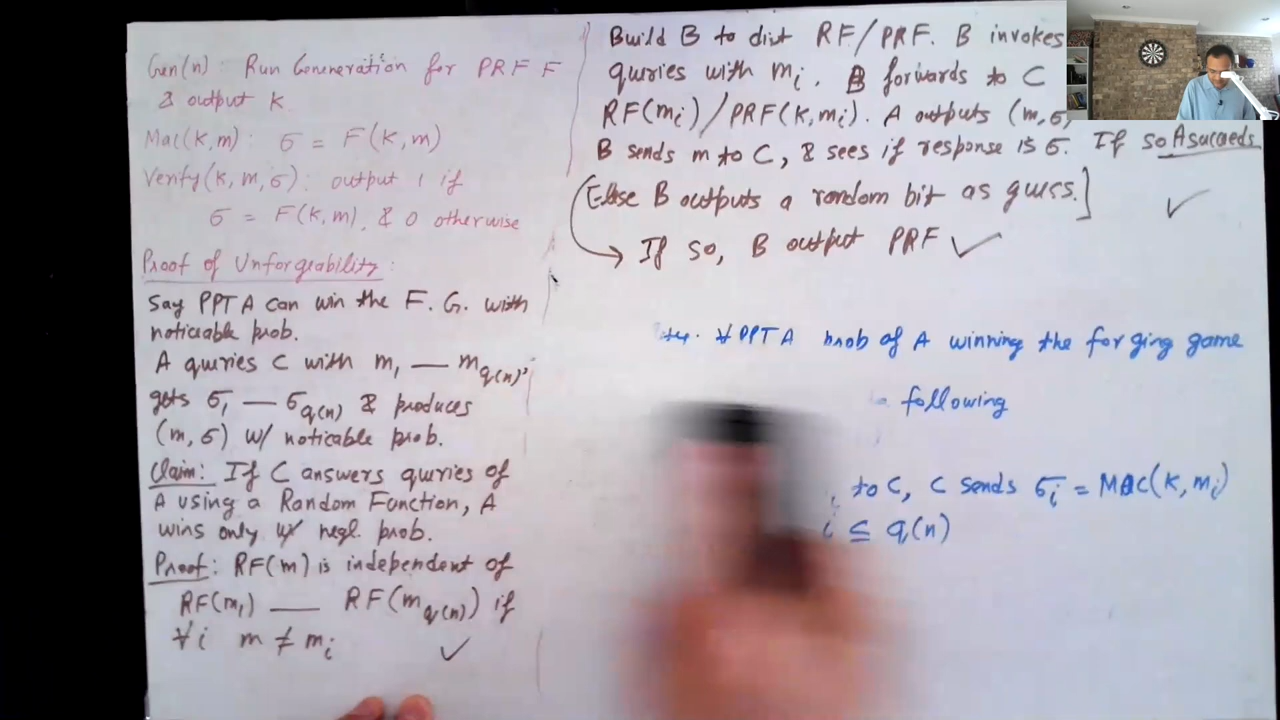 Gen(n): Run Generation for PRF F
& output k
Mac(k,m): σ = F(k,m)
Verify(k,m,σ): output 1 if
σ = F(k,m), & 0 otherwise
Proof of Unforgeability:
Say PPT A can win the F. G. with
noticeable prob.
A queries C with m₁ — m_q(n),
gets σ₁ — σ_q(n) & produces
(m,σ) w/ noticable prob.
Claim: If C answers queries of
A using a Random Function, A
wins only w/ negl. prob.
Proof: RF(m) is independent of
RF(m₁) — RF(m_q(n)) if
∀i m ≠ mᵢ ✓
Build B to dist RF/PRF. B invokes
queries with mᵢ. B forwards to C
RF(mᵢ)/PRF(k,mᵢ). A outputs (m,σ)
B sends m to C, & sees if response is σ. If so A succeeds
[Else B outputs a random bit as guess.] ✓
→ If so, B output PRF ✓
∀ PPT A prob of A winning the forging game
following
to C, C sends σᵢ = MAC(k,mᵢ)
i ≤ q(n)